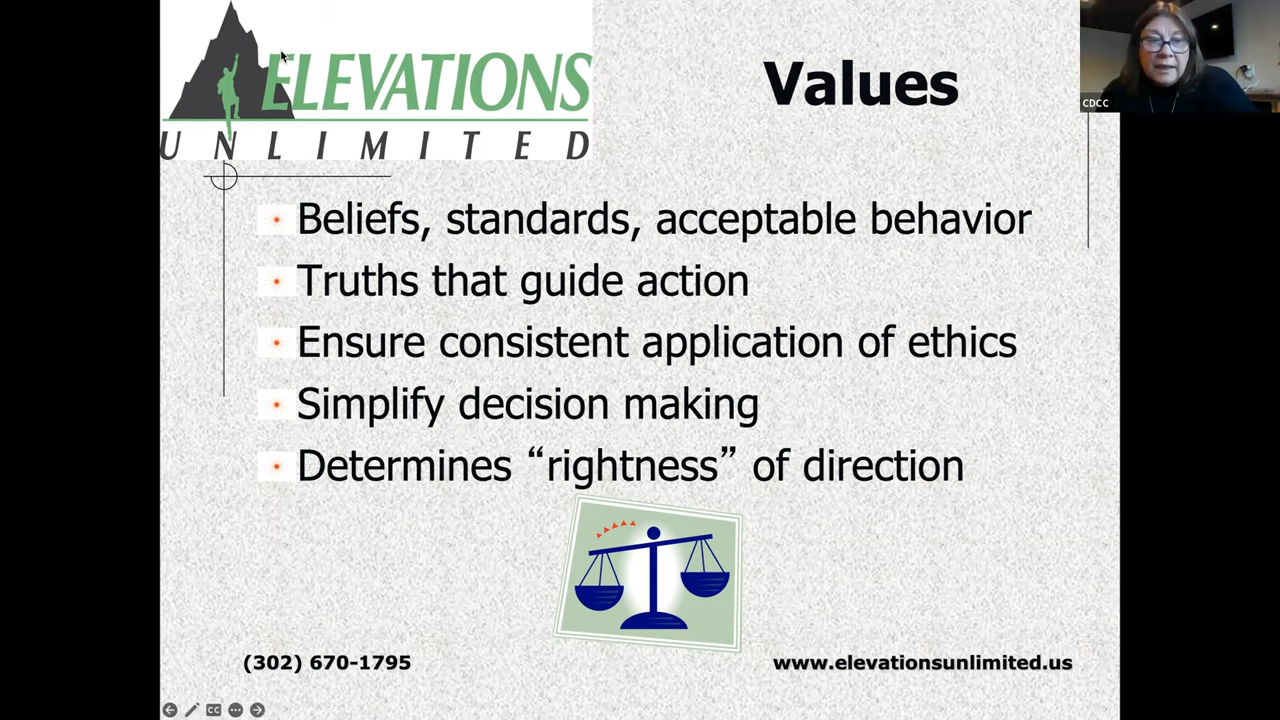 ELEVATIONS
UNLIMITED
Values
CDCC
Beliefs, standards, acceptable behavior
Truths that guide action
Ensure consistent application of ethics
Simplify decision making
Determines “rightness” of direction
(302) 670-1795
www.elevationsunlimited.us
CC